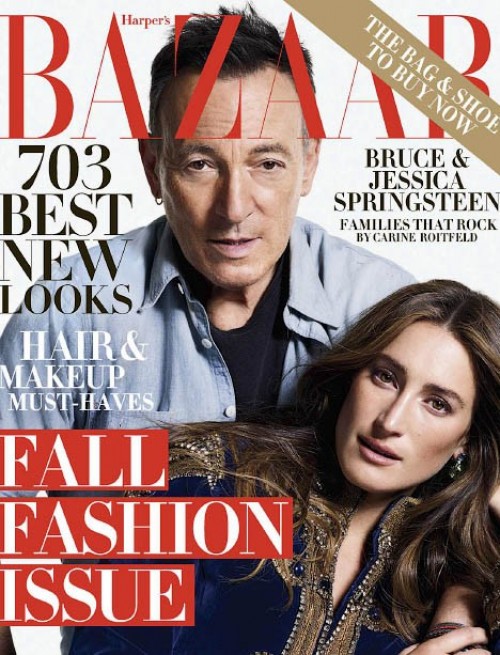 Harper's
BAZAAR
THE BAG & SHOE
TO BUY NOW
703
BEST
NEW
LOOKS
BRUCE &
JESSICA
SPRINGSTEEN
FAMILIES THAT ROCK
BY CARINE ROITFELD
HAIR &
MAKEUP
MUST-HAVES
FALL
FASHION
ISSUE